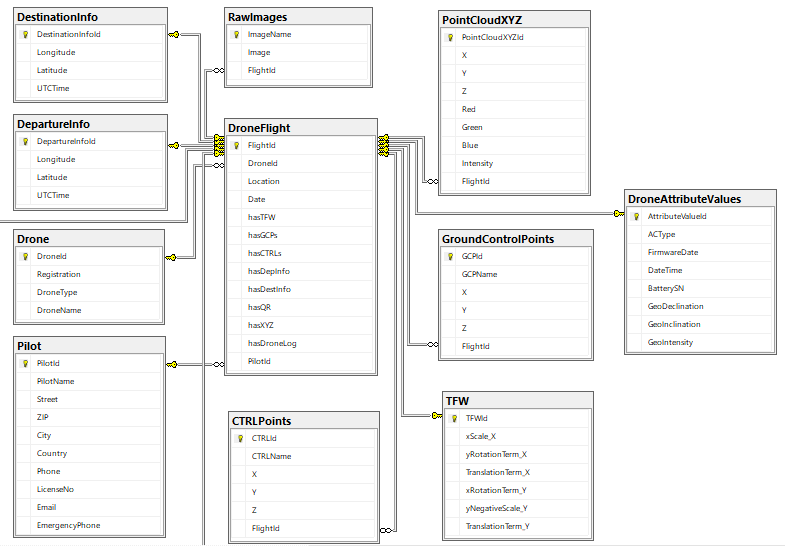 DestinationInfo
DestinationInfoId
Longitude
Latitude
UTCTime
RawImages
ImageName
Image
FlightId
PointCloudXYZ
PointCloudXYZId
X
Y
Z
Red
Green
Blue
Intensity
FlightId
DepartureInfo
DepartureInfoId
Longitude
Latitude
UTCTime
DroneFlight
FlightId
DroneId
Location
Date
hasTFW
hasGCPs
hasCTRLs
hasDepInfo
hasDestInfo
hasQR
hasXYZ
hasDroneLog
PilotId
DroneAttributeValues
AttributeValueId
ACType
FirmwareDate
DateTime
BatterySN
GeoDeclination
GeoInclination
GeoIntensity
Drone
DroneId
Registration
DroneType
DroneName
GroundControlPoints
GCPId
GCPName
X
Y
Z
FlightId
Pilot
PilotId
PilotName
Street
ZIP
City
Country
Phone
LicenseNo
Email
EmergencyPhone
CTRLPoints
CTRLId
CTRLName
X
Y
Z
FlightId
TFW
TFWId
xScale_X
yRotationTerm_X
TranslationTerm_X
xRotationTerm_Y
yNegativeScale_Y
TranslationTerm_Y